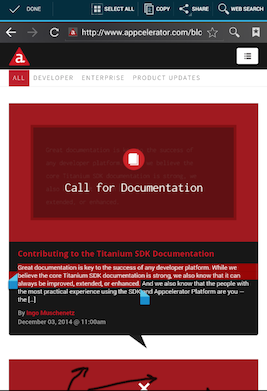 DONE SELECT ALL COPY SHARE WEB SEARCH
http://www.appcelerator.com/blc
a
ALL DEVELOPER ENTERPRISE PRODUCT UPDATES
Call for Documentation
Contributing to the Titanium SDK Documentation
Great documentation is key to the success of any developer platform. While we
believe the core Titanium SDK documentation is strong, we also know that it can
always be improved, extended, or enhanced. And we also know that the people with
the most practical experience using the SDK and Appcelerator Platform are you —
the [..]
By Ingo Muschenetz
December 03, 2014 @ 11:00am